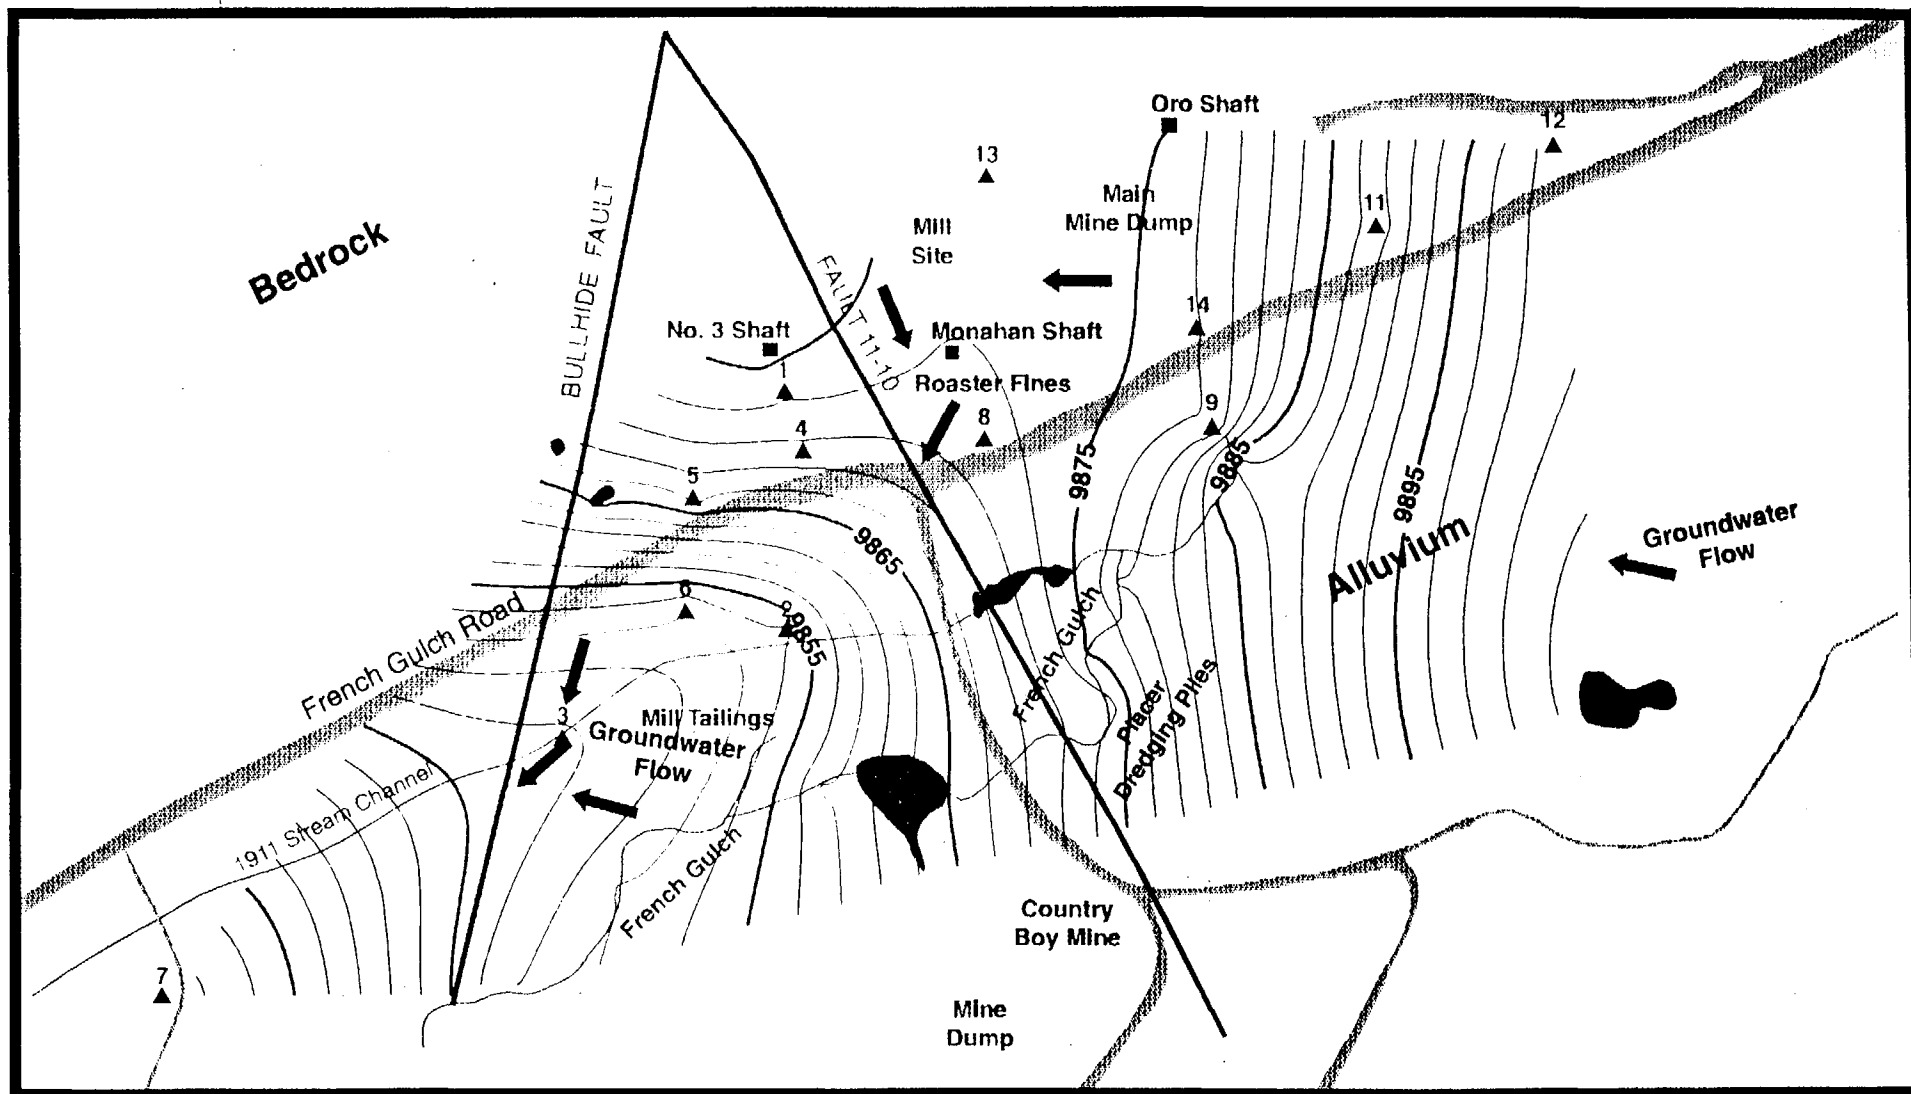 Oro Shaft
12
13
Main
Mine Dump
11
Mill
Site
Bedrock
BULLHIDE FAULT
FAULT 11-10
14
No. 3 Shaft
Monahan Shaft
1
Roaster Fines
9
8
4
9875
9885
5
9895
Groundwater
Flow
9865
Alluvium
6
9855
French Gulch Road
French Gulch
Placer
Dredging Piles
3
Mill Tailings
Groundwater
Flow
1911 Stream Channel
French Gulch
Country
Boy Mine
7
Mine
Dump